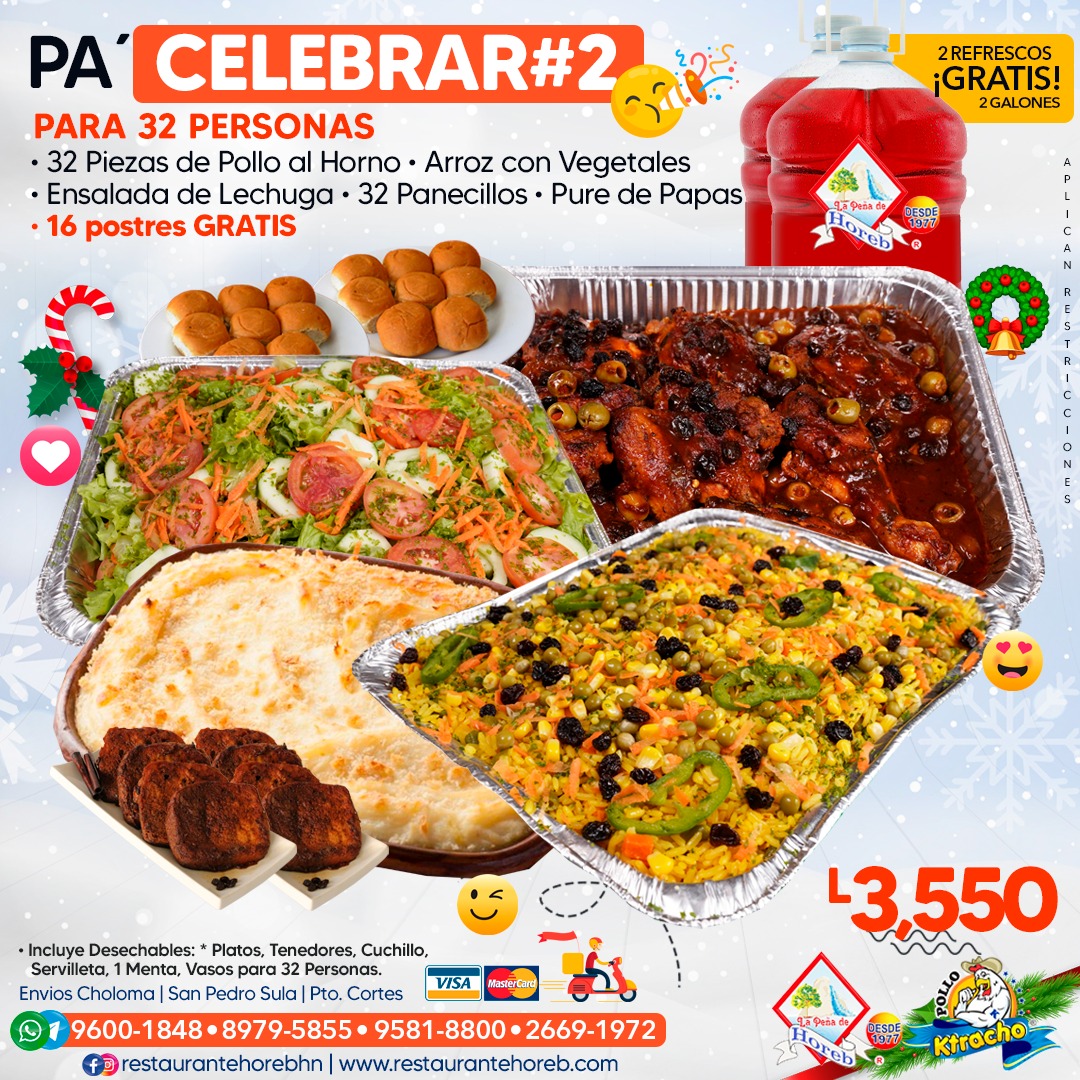 PA´ CELEBRAR#2
PARA 32 PERSONAS
• 32 Piezas de Pollo al Horno • Arroz con Vegetales
• Ensalada de Lechuga • 32 Panecillos • Pure de Papas
• 16 postres GRATIS
2 REFRESCOS
¡GRATIS!
2 GALONES
La Peña de
Horeb
DESDE
1977
®
APLICAN RESTRICCIONES
L3,550
• Incluye Desechables: * Platos, Tenedores, Cuchillo,
Servilleta, 1 Menta, Vasos para 32 Personas.
Envios Choloma | San Pedro Sula | Pto. Cortes
VISA
MasterCard
9600-1848 • 8979-5855 • 9581-8800 • 2669-1972
restaurantehorebhn | www.restaurantehoreb.com
La Peña de
Horeb
DESDE
1977
®
POLLO
Ktracho